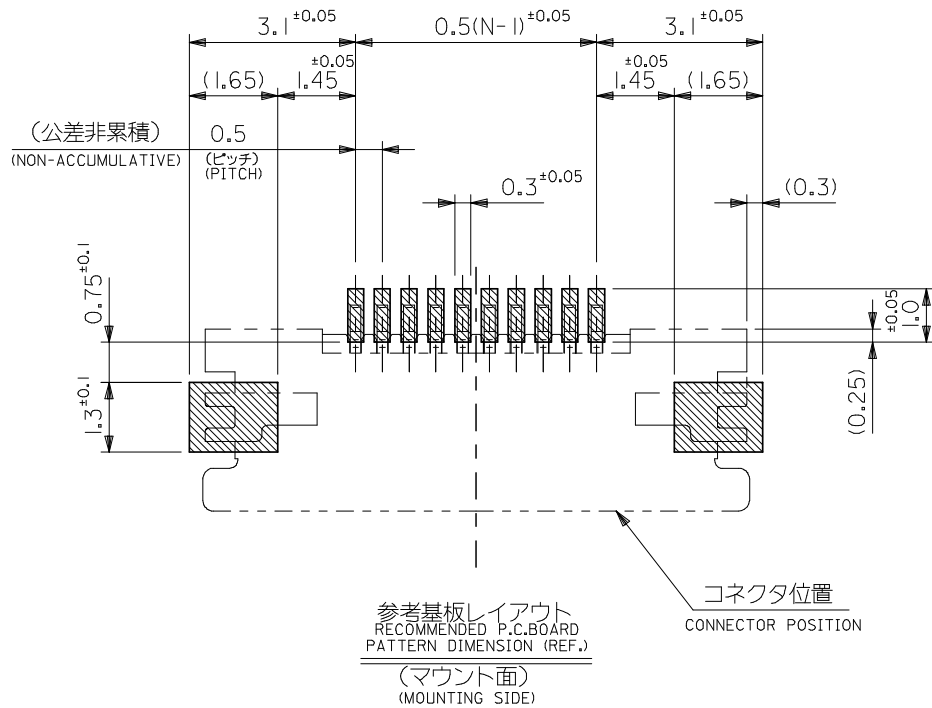 3.1±0.05 0.5(N-1)±0.05 3.1±0.05
(1.65) 1.45±0.05 1.45±0.05 (1.65)
(公差非累積) 0.5
(NON-ACCUMULATIVE) (ピッチ)
(PITCH)
0.3±0.05 (0.3)
0.75±0.1
1.3±0.1
1.0±0.05
(0.25)
コネクタ位置
CONNECTOR POSITION
参考基板レイアウト
RECOMMENDED P.C.BOARD
PATTERN DIMENSION (REF.)
(マウント面)
(MOUNTING SIDE)